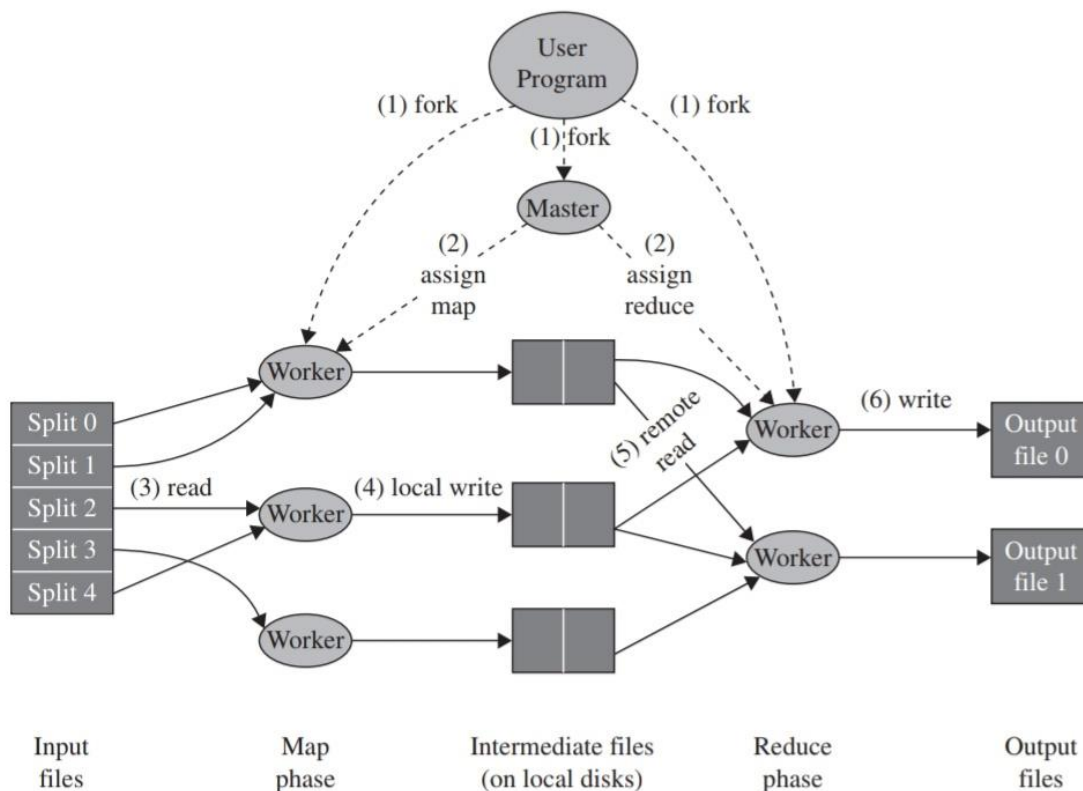 User
Program
(1) fork
(1) fork
(1) fork
Master
(2)
assign
map
(2)
assign
reduce
Worker
Split 0
Split 1
Split 2
Split 3
Split 4
(3) read
Worker
(4) local write
Worker
(5) remote
read
Worker
(6) write
Output
file 0
Worker
Output
file 1
Input
files
Map
phase
Intermediate files
(on local disks)
Reduce
phase
Output
files